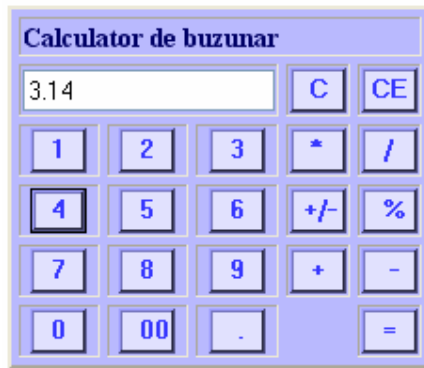 Calculator de buzunar
3.14 C CE
1 2 3 * /
4 5 6 +/- %
7 8 9 + -
0 00 . =